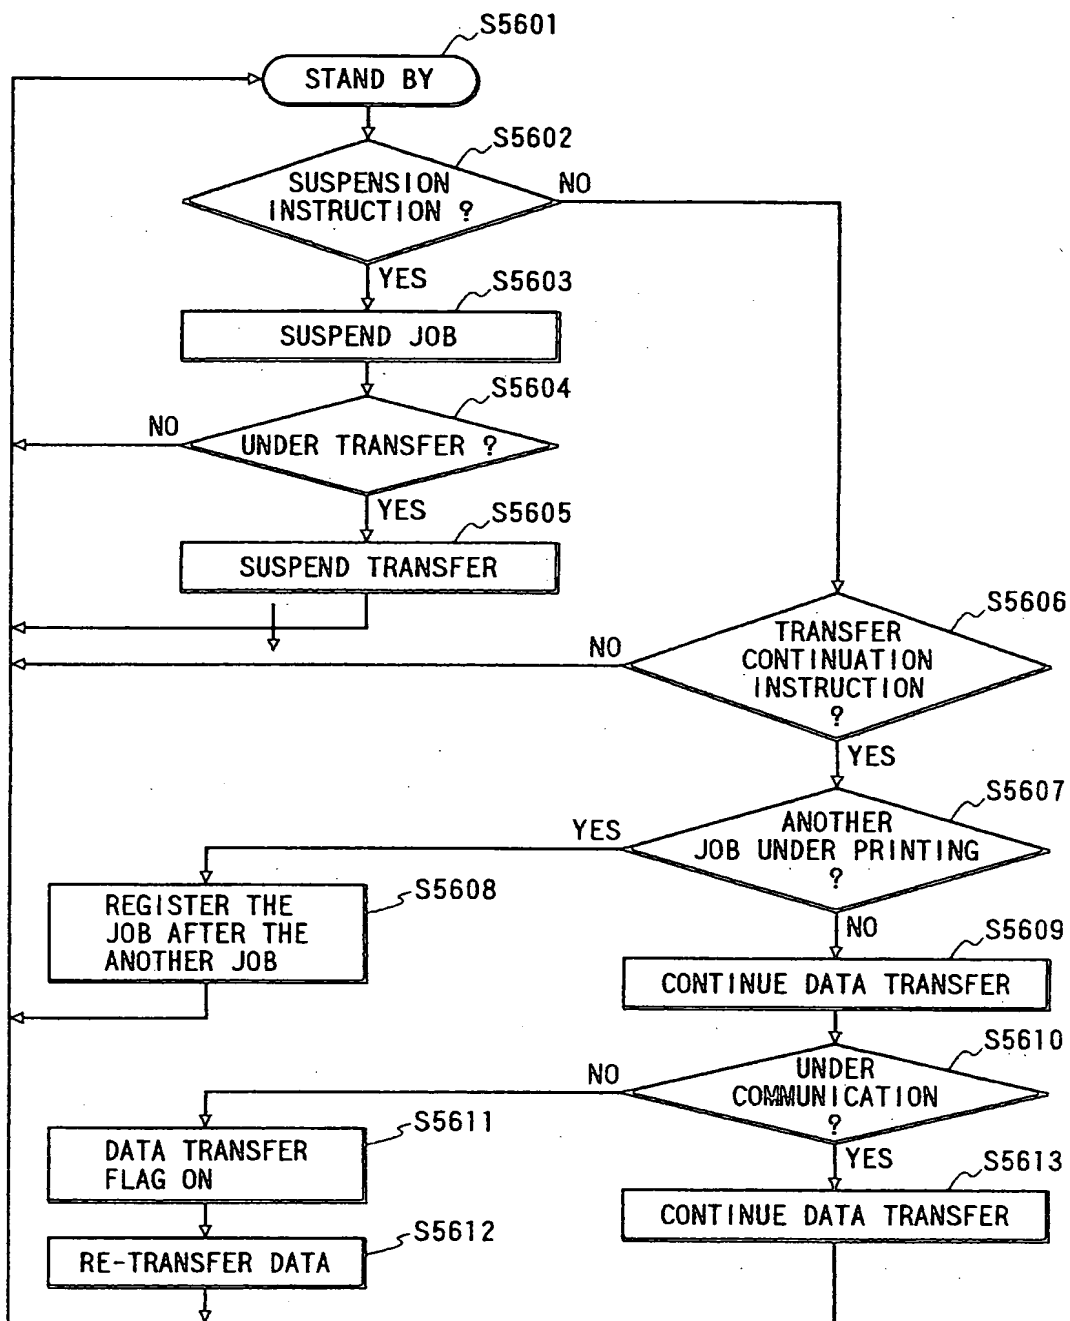 S5601
STAND BY
S5602
SUSPENSION
INSTRUCTION ?
NO
YES
S5603
SUSPEND JOB
S5604
NO
UNDER TRANSFER ?
YES
S5605
SUSPEND TRANSFER
S5606
TRANSFER
CONTINUATION
INSTRUCTION
?
NO
YES
S5607
ANOTHER
JOB UNDER PRINTING
?
YES
S5608
REGISTER THE
JOB AFTER THE
ANOTHER JOB
NO
S5609
CONTINUE DATA TRANSFER
S5610
UNDER
COMMUNICATION
?
NO
S5611
DATA TRANSFER
FLAG ON
YES
S5613
CONTINUE DATA TRANSFER
S5612
RE-TRANSFER DATA